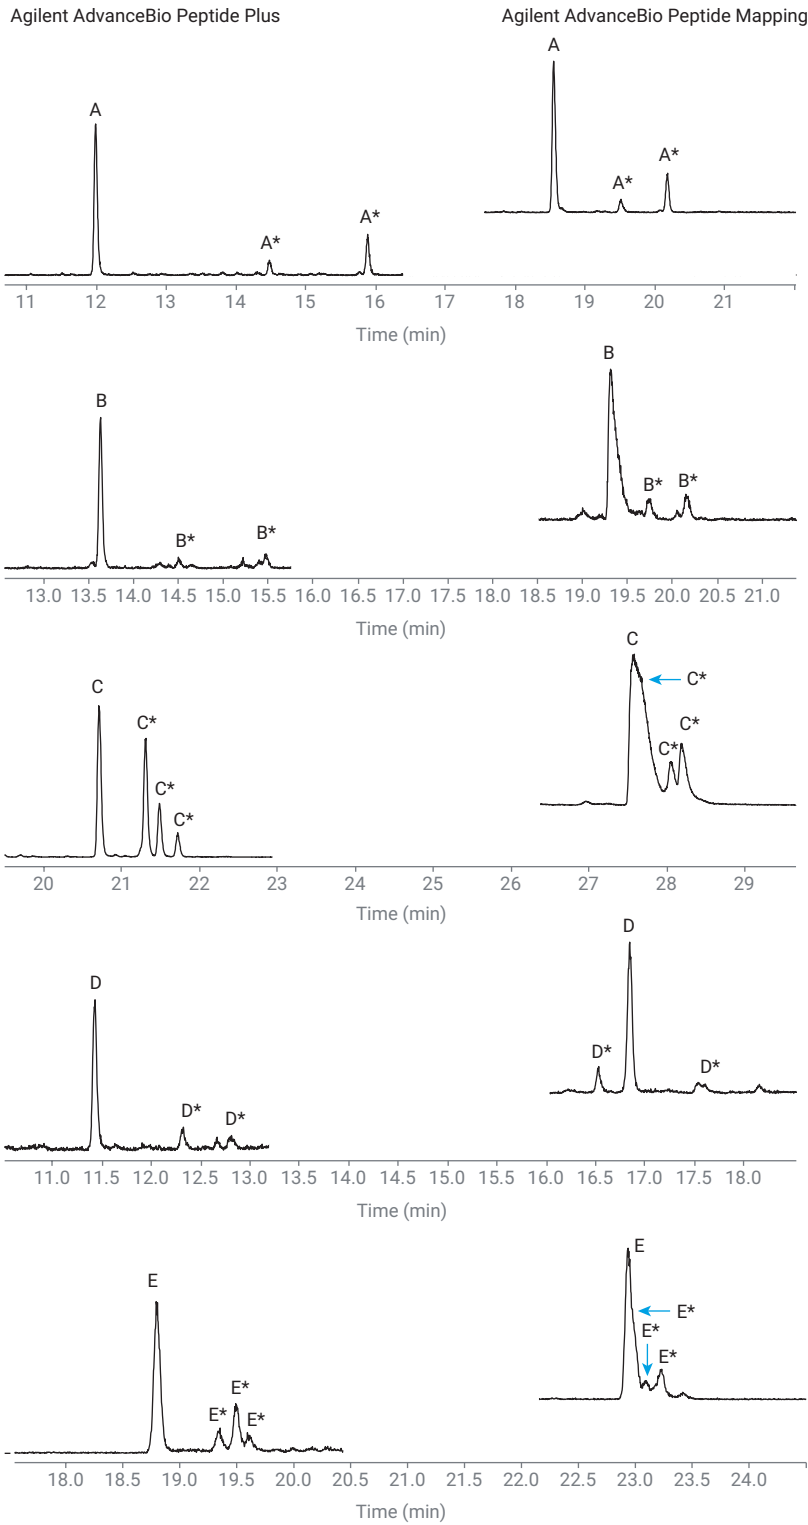 Agilent AdvanceBio Peptide Plus
Agilent AdvanceBio Peptide Mapping
A
A*
A*
A
A*
A*
11 12 13 14 15 16 17 18 19 20 21
Time (min)
B
B*
B*
B
B*
B*
13.0 13.5 14.0 14.5 15.0 15.5 16.0 16.5 17.0 17.5 18.0 18.5 19.0 19.5 20.0 20.5 21.0
Time (min)
C
C*
C*
C*
C
C*
C*
C*
20 21 22 23 24 25 26 27 28 29
Time (min)
D
D*
D*
D
D*
D*
11.0 11.5 12.0 12.5 13.0 13.5 14.0 14.5 15.0 15.5 16.0 16.5 17.0 17.5 18.0
Time (min)
E
E*
E*
E*
E
E*
E*
E*
18.0 18.5 19.0 19.5 20.0 20.5 21.0 21.5 22.0 22.5 23.0 23.5 24.0
Time (min)